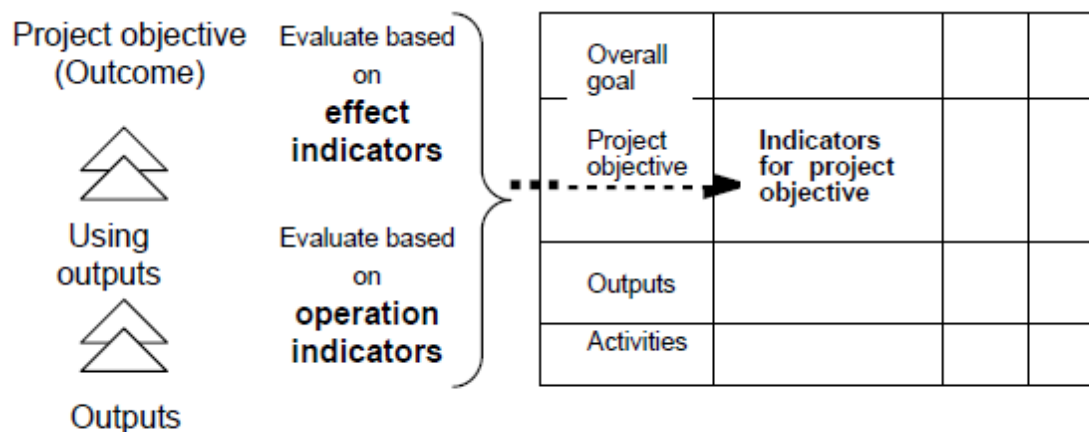 Project objective
(Outcome)
Using
outputs
Outputs
Evaluate based
on
effect
indicators
Evaluate based
on
operation
indicators
Overall
goal
Project
objective
Indicators
for project
objective
Outputs
Activities